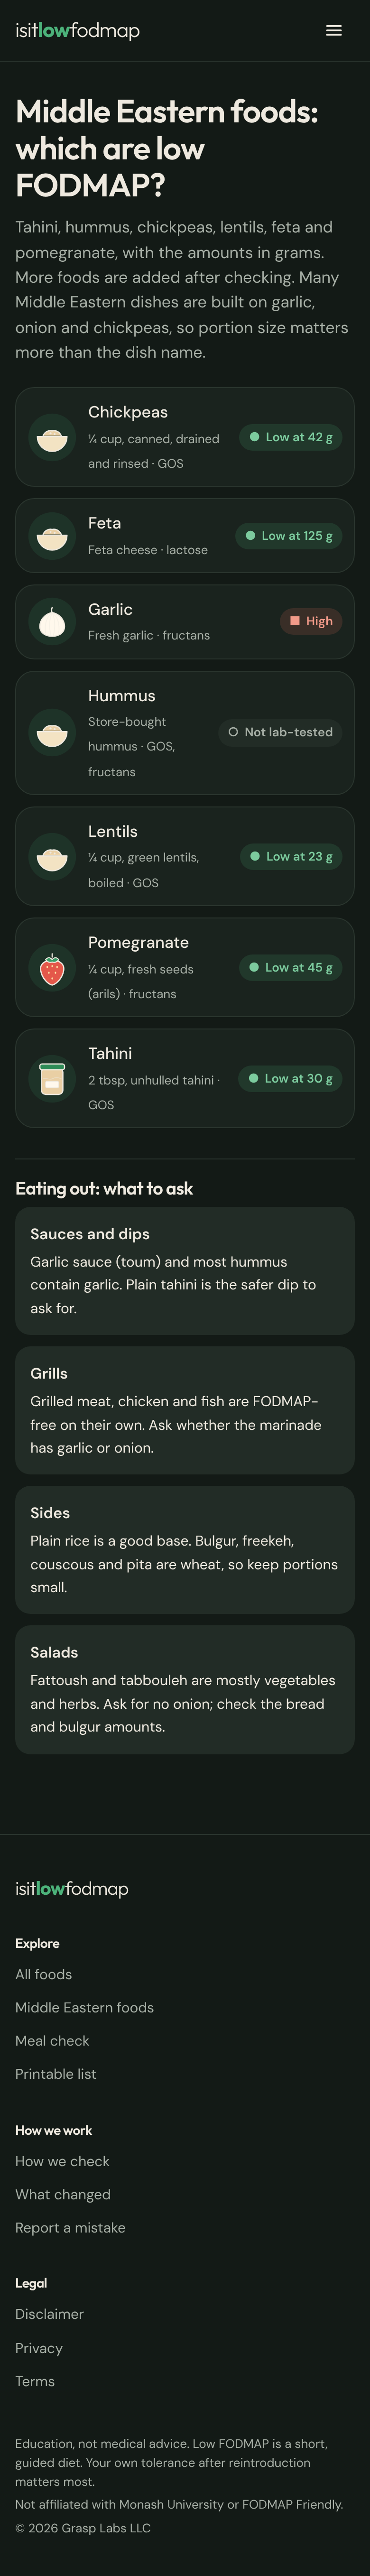 isitlowfodmap
Middle Eastern foods:
which are low
FODMAP?
Tahini, hummus, chickpeas, lentils, feta and
pomegranate, with the amounts in grams.
More foods are added after checking. Many
Middle Eastern dishes are built on garlic,
onion and chickpeas, so portion size matters
more than the dish name.
Chickpeas
¼ cup, canned, drained
and rinsed · GOS
Low at 42 g
Feta
Feta cheese · lactose
Low at 125 g
Garlic
Fresh garlic · fructans
High
Hummus
Store-bought
hummus · GOS,
fructans
Not lab-tested
Lentils
¼ cup, green lentils,
boiled · GOS
Low at 23 g
Pomegranate
¼ cup, fresh seeds
(arils) · fructans
Low at 45 g
Tahini
2 tbsp, unhulled tahini ·
GOS
Low at 30 g
Eating out: what to ask
Sauces and dips
Garlic sauce (toum) and most hummus
contain garlic. Plain tahini is the safer dip to
ask for.
Grills
Grilled meat, chicken and fish are FODMAP-
free on their own. Ask whether the marinade
has garlic or onion.
Sides
Plain rice is a good base. Bulgur, freekeh,
couscous and pita are wheat, so keep portions
small.
Salads
Fattoush and tabbouleh are mostly vegetables
and herbs. Ask for no onion; check the bread
and bulgur amounts.
isitlowfodmap
Explore
All foods
Middle Eastern foods
Meal check
Printable list
How we work
How we check
What changed
Report a mistake
Legal
Disclaimer
Privacy
Terms
Education, not medical advice. Low FODMAP is a short,
guided diet. Your own tolerance after reintroduction
matters most.
Not affiliated with Monash University or FODMAP Friendly.
© 2026 Grasp Labs LLC